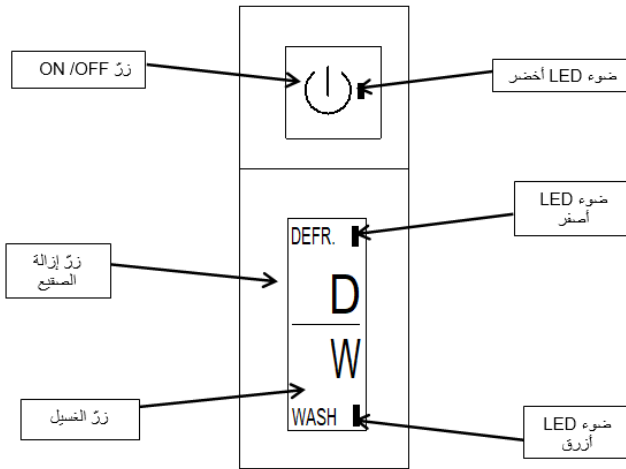 زرّ ON /OFF
ضوء LED أخضر
ضوء LED
أصفر
DEFR.
زرّ إزالة
الصقيع
D
W
زرّ الغسيل
WASH
ضوء LED
أزرق